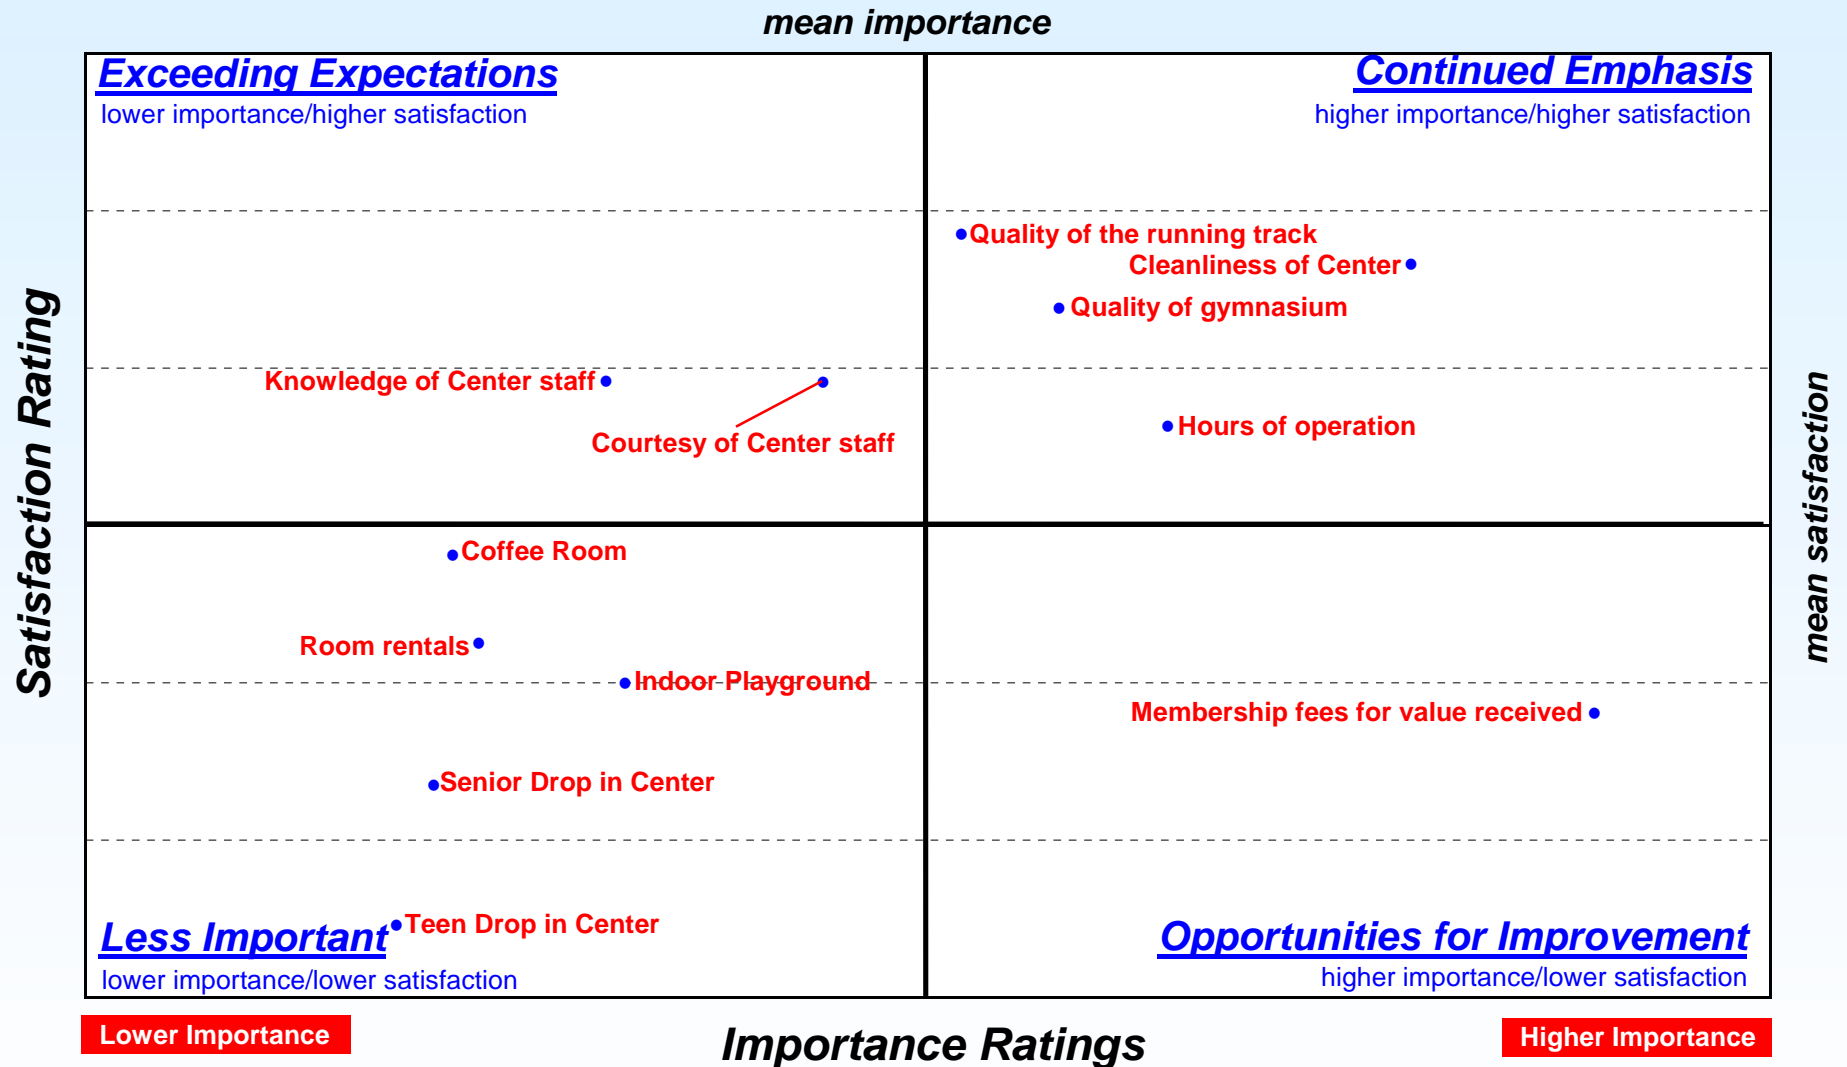 mean importance
Exceeding Expectations
lower importance/higher satisfaction
Continued Emphasis
higher importance/higher satisfaction
Quality of the running track
Cleanliness of Center
Quality of gymnasium
Knowledge of Center staff
Courtesy of Center staff
Hours of operation
Satisfaction Rating
mean satisfaction
Coffee Room
Room rentals
Indoor Playground
Membership fees for value received
Senior Drop in Center
Teen Drop in Center
Less Important
lower importance/lower satisfaction
Opportunities for Improvement
higher importance/lower satisfaction
Lower Importance
Importance Ratings
Higher Importance